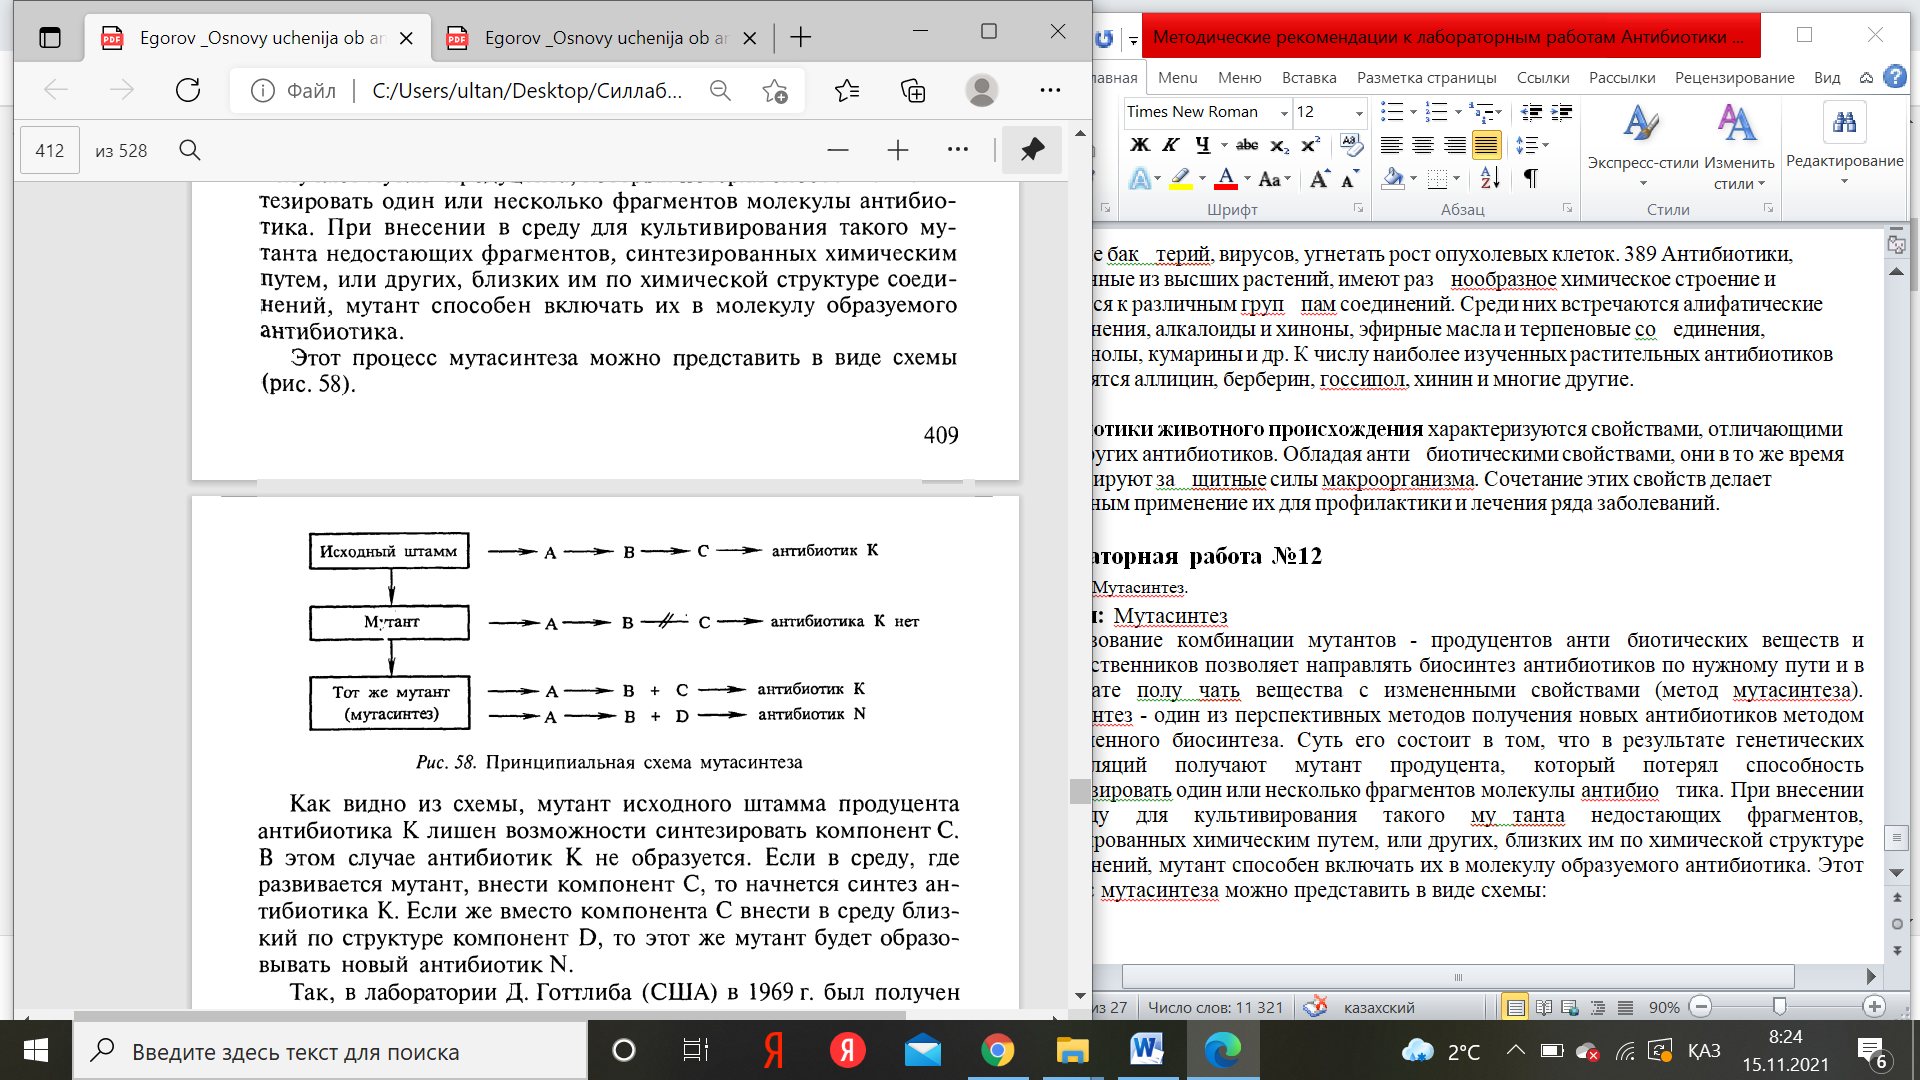 Egorov _Osnovy uchenija ob an
Egorov _Osnovy uchenija ob ar
Файл
C:/Users/ultan/Desktop/Силлаб...
412 из 528
тезировать один или несколько фрагментов молекулы антибио-
тика. При внесении в среду для культивирования такого му-
танта недостающих фрагментов, синтезированных химическим
путем, или других, близких им по химической структуре соеди-
нений, мутант способен включать их в молекулу образуемого
антибиотика.
Этот процесс мутасинтеза можно представить в виде схемы
(рис. 58).
409
Исходный штамм A B C антибиотик K
Мутант A B C антибиотика K нет
Тот же мутант (мутасинтез)
A B + C антибиотик K
A B + D антибиотик N
Рис. 58. Принципиальная схема мутасинтеза
Как видно из схемы, мутант исходного штамма продуцента
антибиотика K лишен возможности синтезировать компонент C.
В этом случае антибиотик K не образуется. Если в среду, где
развивается мутант, внести компонент C, то начнется синтез ан-
тибиотика K. Если же вместо компонента C внести в среду близ-
кий по структуре компонент D, то этот же мутант будет образо-
вывать новый антибиотик N.
Так, в лаборатории Д. Готтлиба (США) в 1969 г. был получен
Методические рекомендации к лабораторным работам Антибиотики ...
лавная Menu Меню Вставка Разметка страницы Ссылки Рассылки Рецензирование Вид
Times New Roman 12
Ж К Ч abc x₂ x² Aa
A A Aa A A
Шрифт
Абзац
Экспресс-стили
Изменить стили
Стили
Редактирование
е бак терий, вирусов, угнетать рост опухолевых клеток. 389 Антибиотики,
нные из высших растений, имеют раз нообразное химическое строение и
ся к различным груп пам соединений. Среди них встречаются алифатические
нения, алкалоиды и хиноны, эфирные масла и терпеновые со единения,
нолы, кумарины и др. К числу наиболее изученных растительных антибиотиков
ятся аллицин, берберин, госсипол, хинин и многие другие.
отики животного происхождения характеризуются свойствами, отличающими
ругих антибиотиков. Обладая анти биотическими свойствами, они в то же время
ируют за щитные силы макроорганизма. Сочетание этих свойств делает
ным применение их для профилактики и лечения ряда заболеваний.
аторная работа №12
Мутасинтез.
: Мутасинтез
зование комбинации мутантов - продуцентов анти биотических веществ и
ственников позволяет направлять биосинтез антибиотиков по нужному пути и в
ате полу чать вещества с измененными свойствами (метод мутасинтеза).
нтез - один из перспективных методов получения новых антибиотиков методом
ленного биосинтеза. Суть его состоит в том, что в результате генетических
ляций получают мутант продуцента, который потерял способность
зировать один или несколько фрагментов молекулы антибио тика. При внесении
ду для культивирования такого му танта недостающих фрагментов,
рованных химическим путем, или других, близких им по химической структуре
нений, мутант способен включать их в молекулу образуемого антибиотика. Этот
с мутасинтеза можно представить в виде схемы:
из 27 Число слов: 11 321 казахский 90%
Введите здесь текст для поиска
2°C
ҚАЗ
8:24
15.11.2021
6